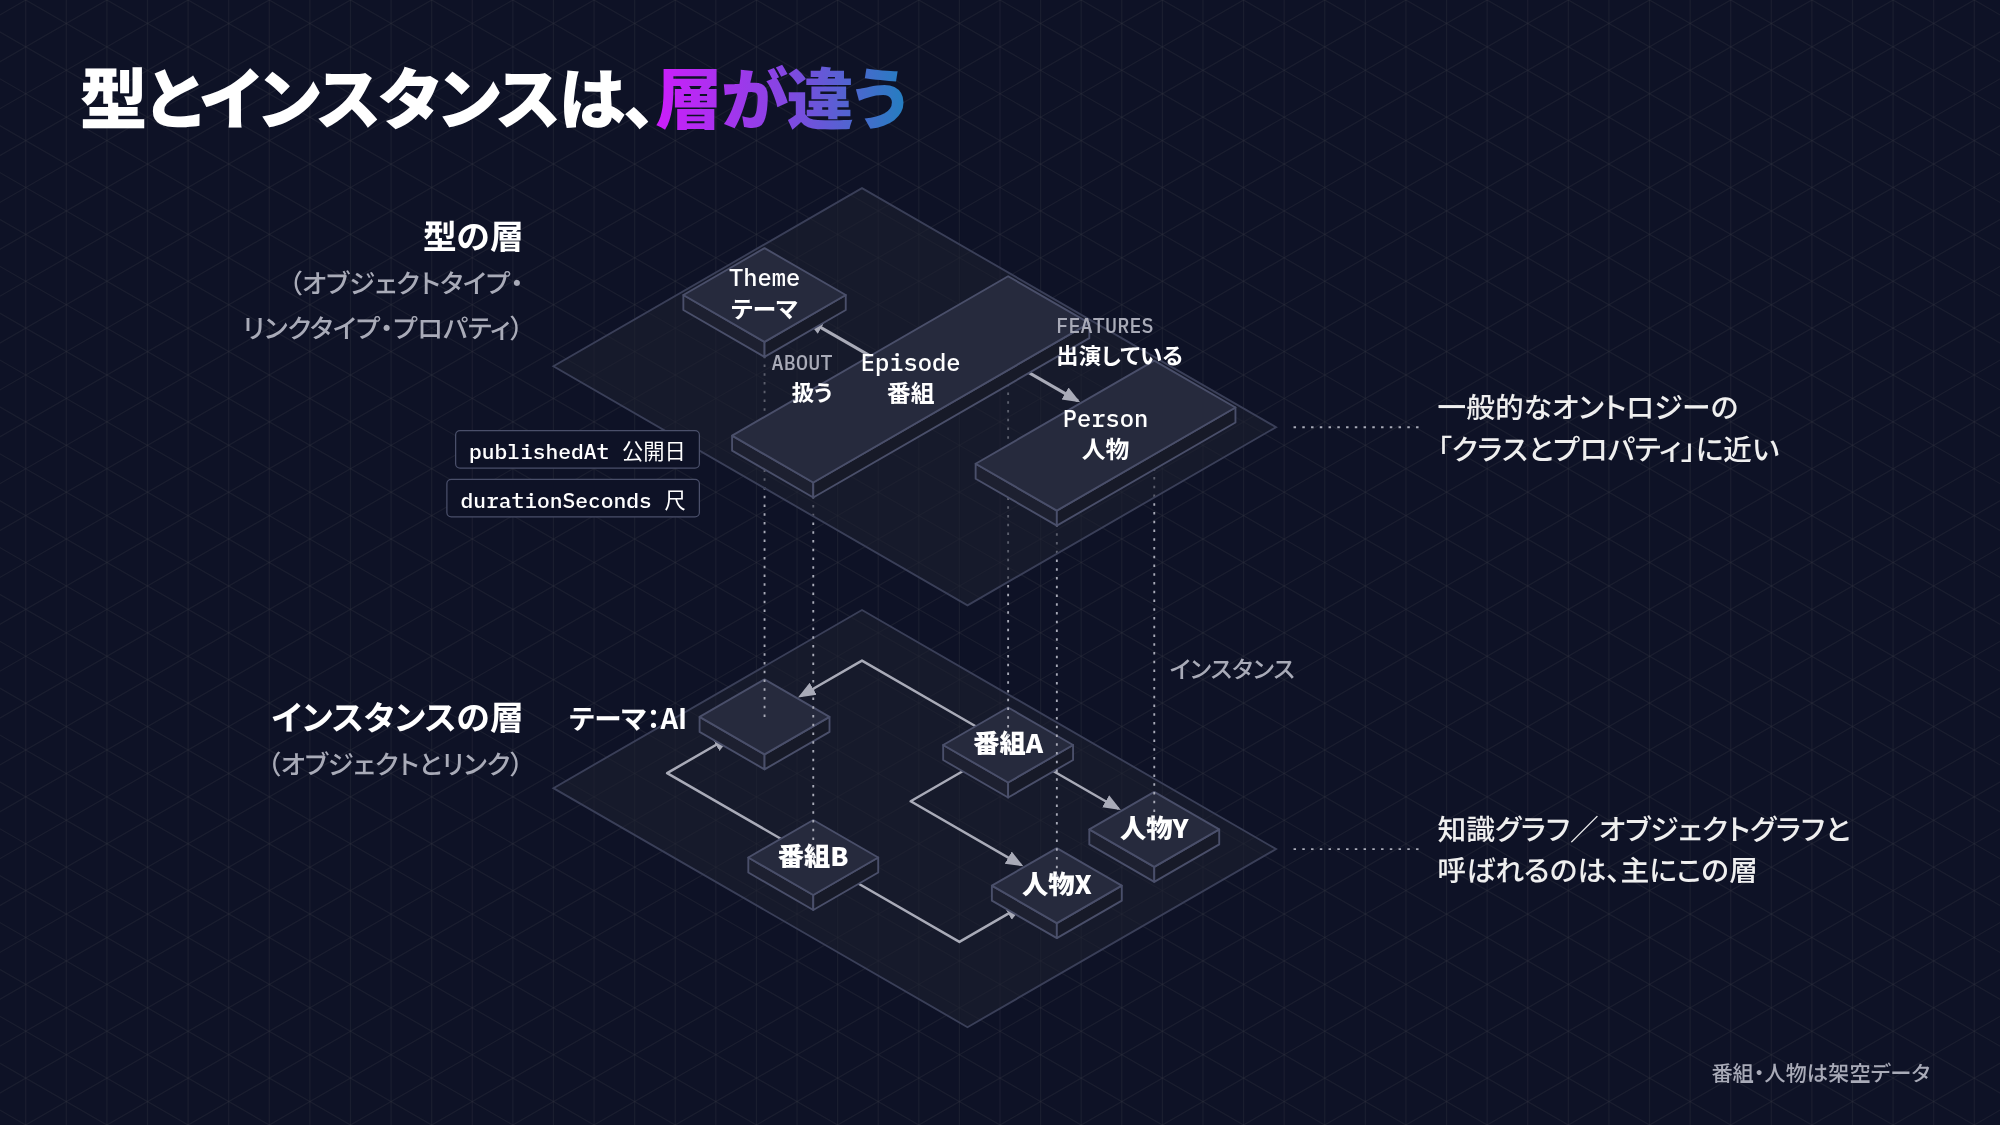 型とインスタンスは、層が違う
型の層
（オブジェクトタイプ・
リンクタイプ・プロパティ）
Theme
テーマ
ABOUT
扱う
Episode
番組
FEATURES
出演している
Person
人物
publishedAt 公開日
durationSeconds 尺
一般的なオントロジーの
「クラスとプロパティ」に近い
インスタンス
インスタンスの層
（オブジェクトとリンク）
テーマ：AI
番組A
番組B
人物Y
人物X
知識グラフ／オブジェクトグラフと
呼ばれるのは、主にこの層
番組・人物は架空データ